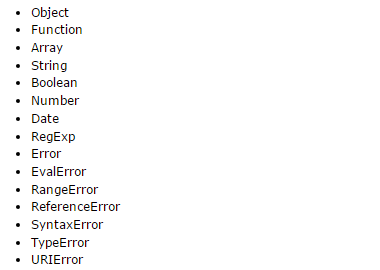 Object
Function
Array
String
Boolean
Number
Date
RegExp
Error
EvalError
RangeError
ReferenceError
SyntaxError
TypeError
URIError